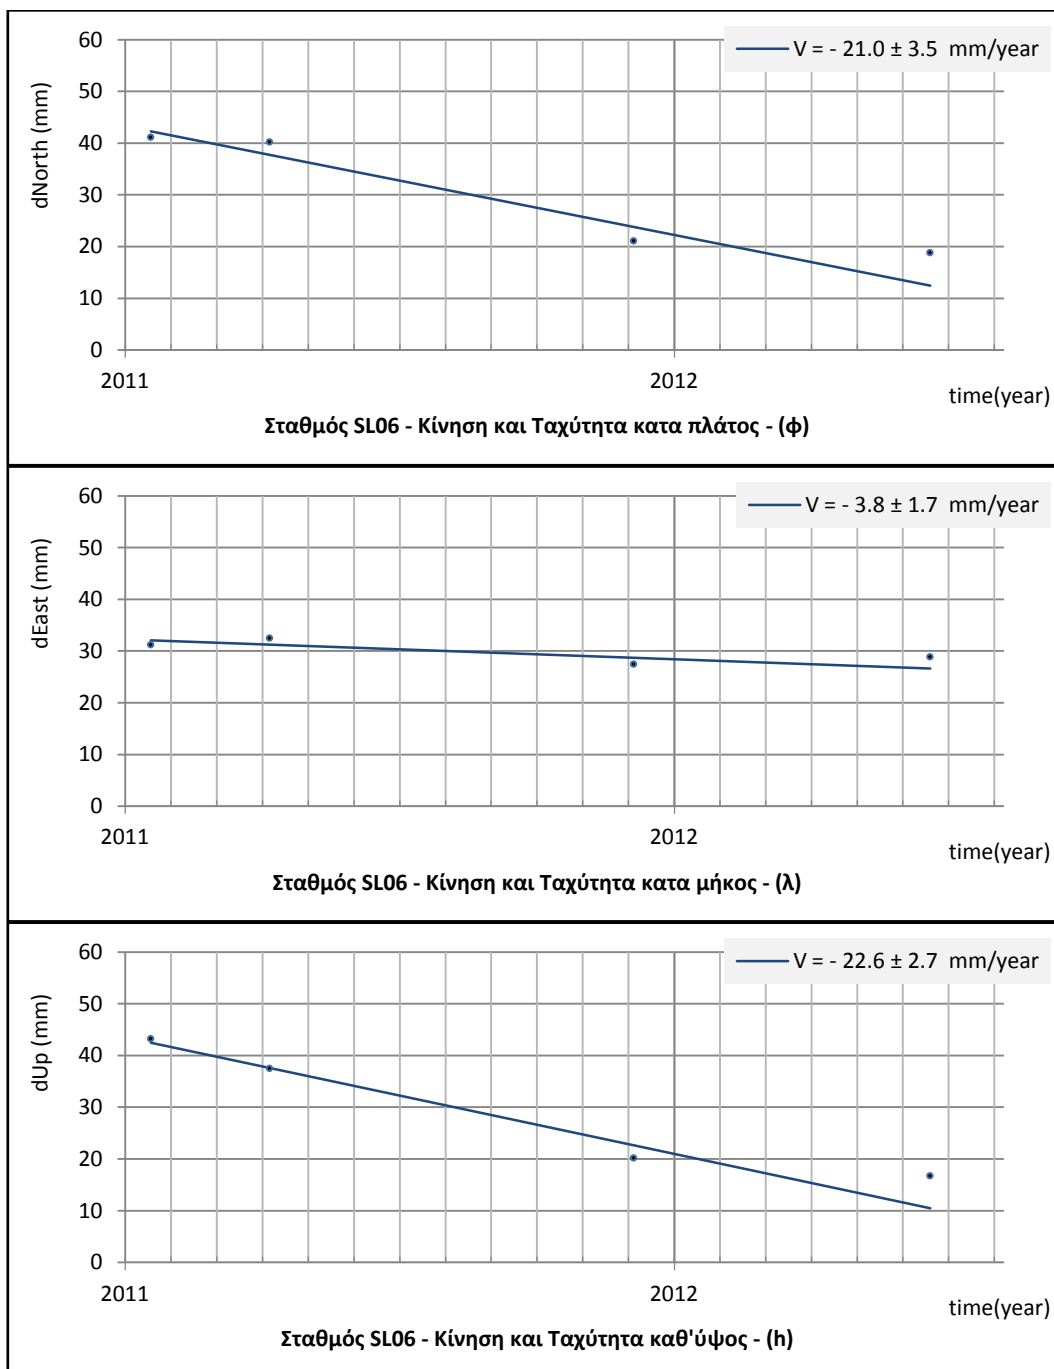 V = - 21.0 ± 3.5 mm/year
dNorth (mm)
60
50
40
30
20
10
0
2011
2012
time(year)
Σταθμός SL06 - Κίνηση και Ταχύτητα κατα πλάτος - (φ)
V = - 3.8 ± 1.7 mm/year
dEast (mm)
60
50
40
30
20
10
0
2011
2012
time(year)
Σταθμός SL06 - Κίνηση και Ταχύτητα κατα μήκος - (λ)
V = - 22.6 ± 2.7 mm/year
dUp (mm)
60
50
40
30
20
10
0
2011
2012
time(year)
Σταθμός SL06 - Κίνηση και Ταχύτητα καθ'ύψος - (h)